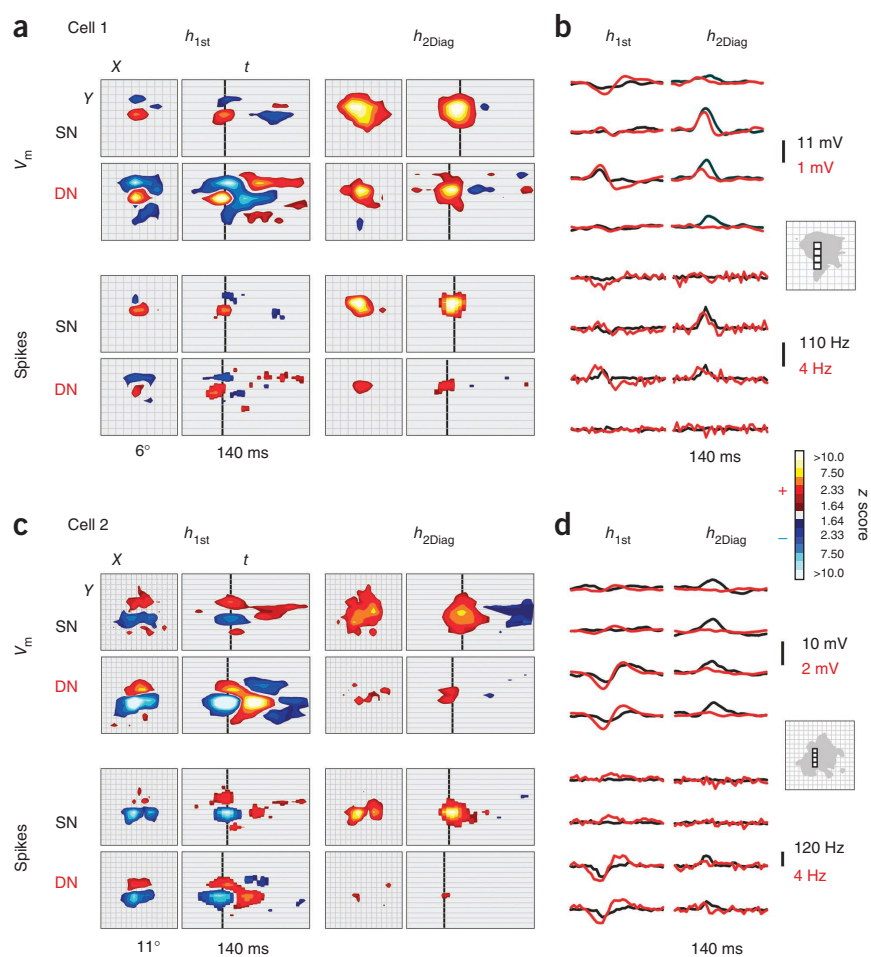 a
Cell 1
h1st
h2Diag
X
t
Y
SN
Vm
DN
SN
Spikes
DN
6°
140 ms
b
h1st
h2Diag
11 mV
1 mV
110 Hz
4 Hz
140 ms
>10.0
7.50
2.33
1.64
1.64
2.33
7.50
>10.0
+
–
z score
c
Cell 2
h1st
h2Diag
X
t
Y
SN
Vm
DN
SN
Spikes
DN
11°
140 ms
d
h1st
h2Diag
10 mV
2 mV
120 Hz
4 Hz
140 ms